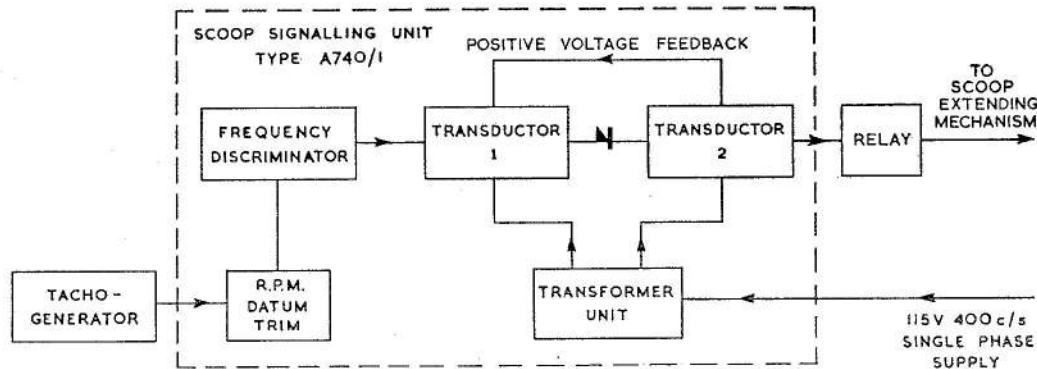 SCOOP SIGNALLING UNIT
TYPE A740/1
POSITIVE VOLTAGE FEEDBACK
TO
SCOOP
EXTENDING
MECHANISM
FREQUENCY
DISCRIMINATOR
TRANSDUCTOR
1
TRANSDUCTOR
2
RELAY
TACHO-
GENERATOR
R.P.M.
DATUM
TRIM
TRANSFORMER
UNIT
115V 400 c/s
SINGLE PHASE
SUPPLY